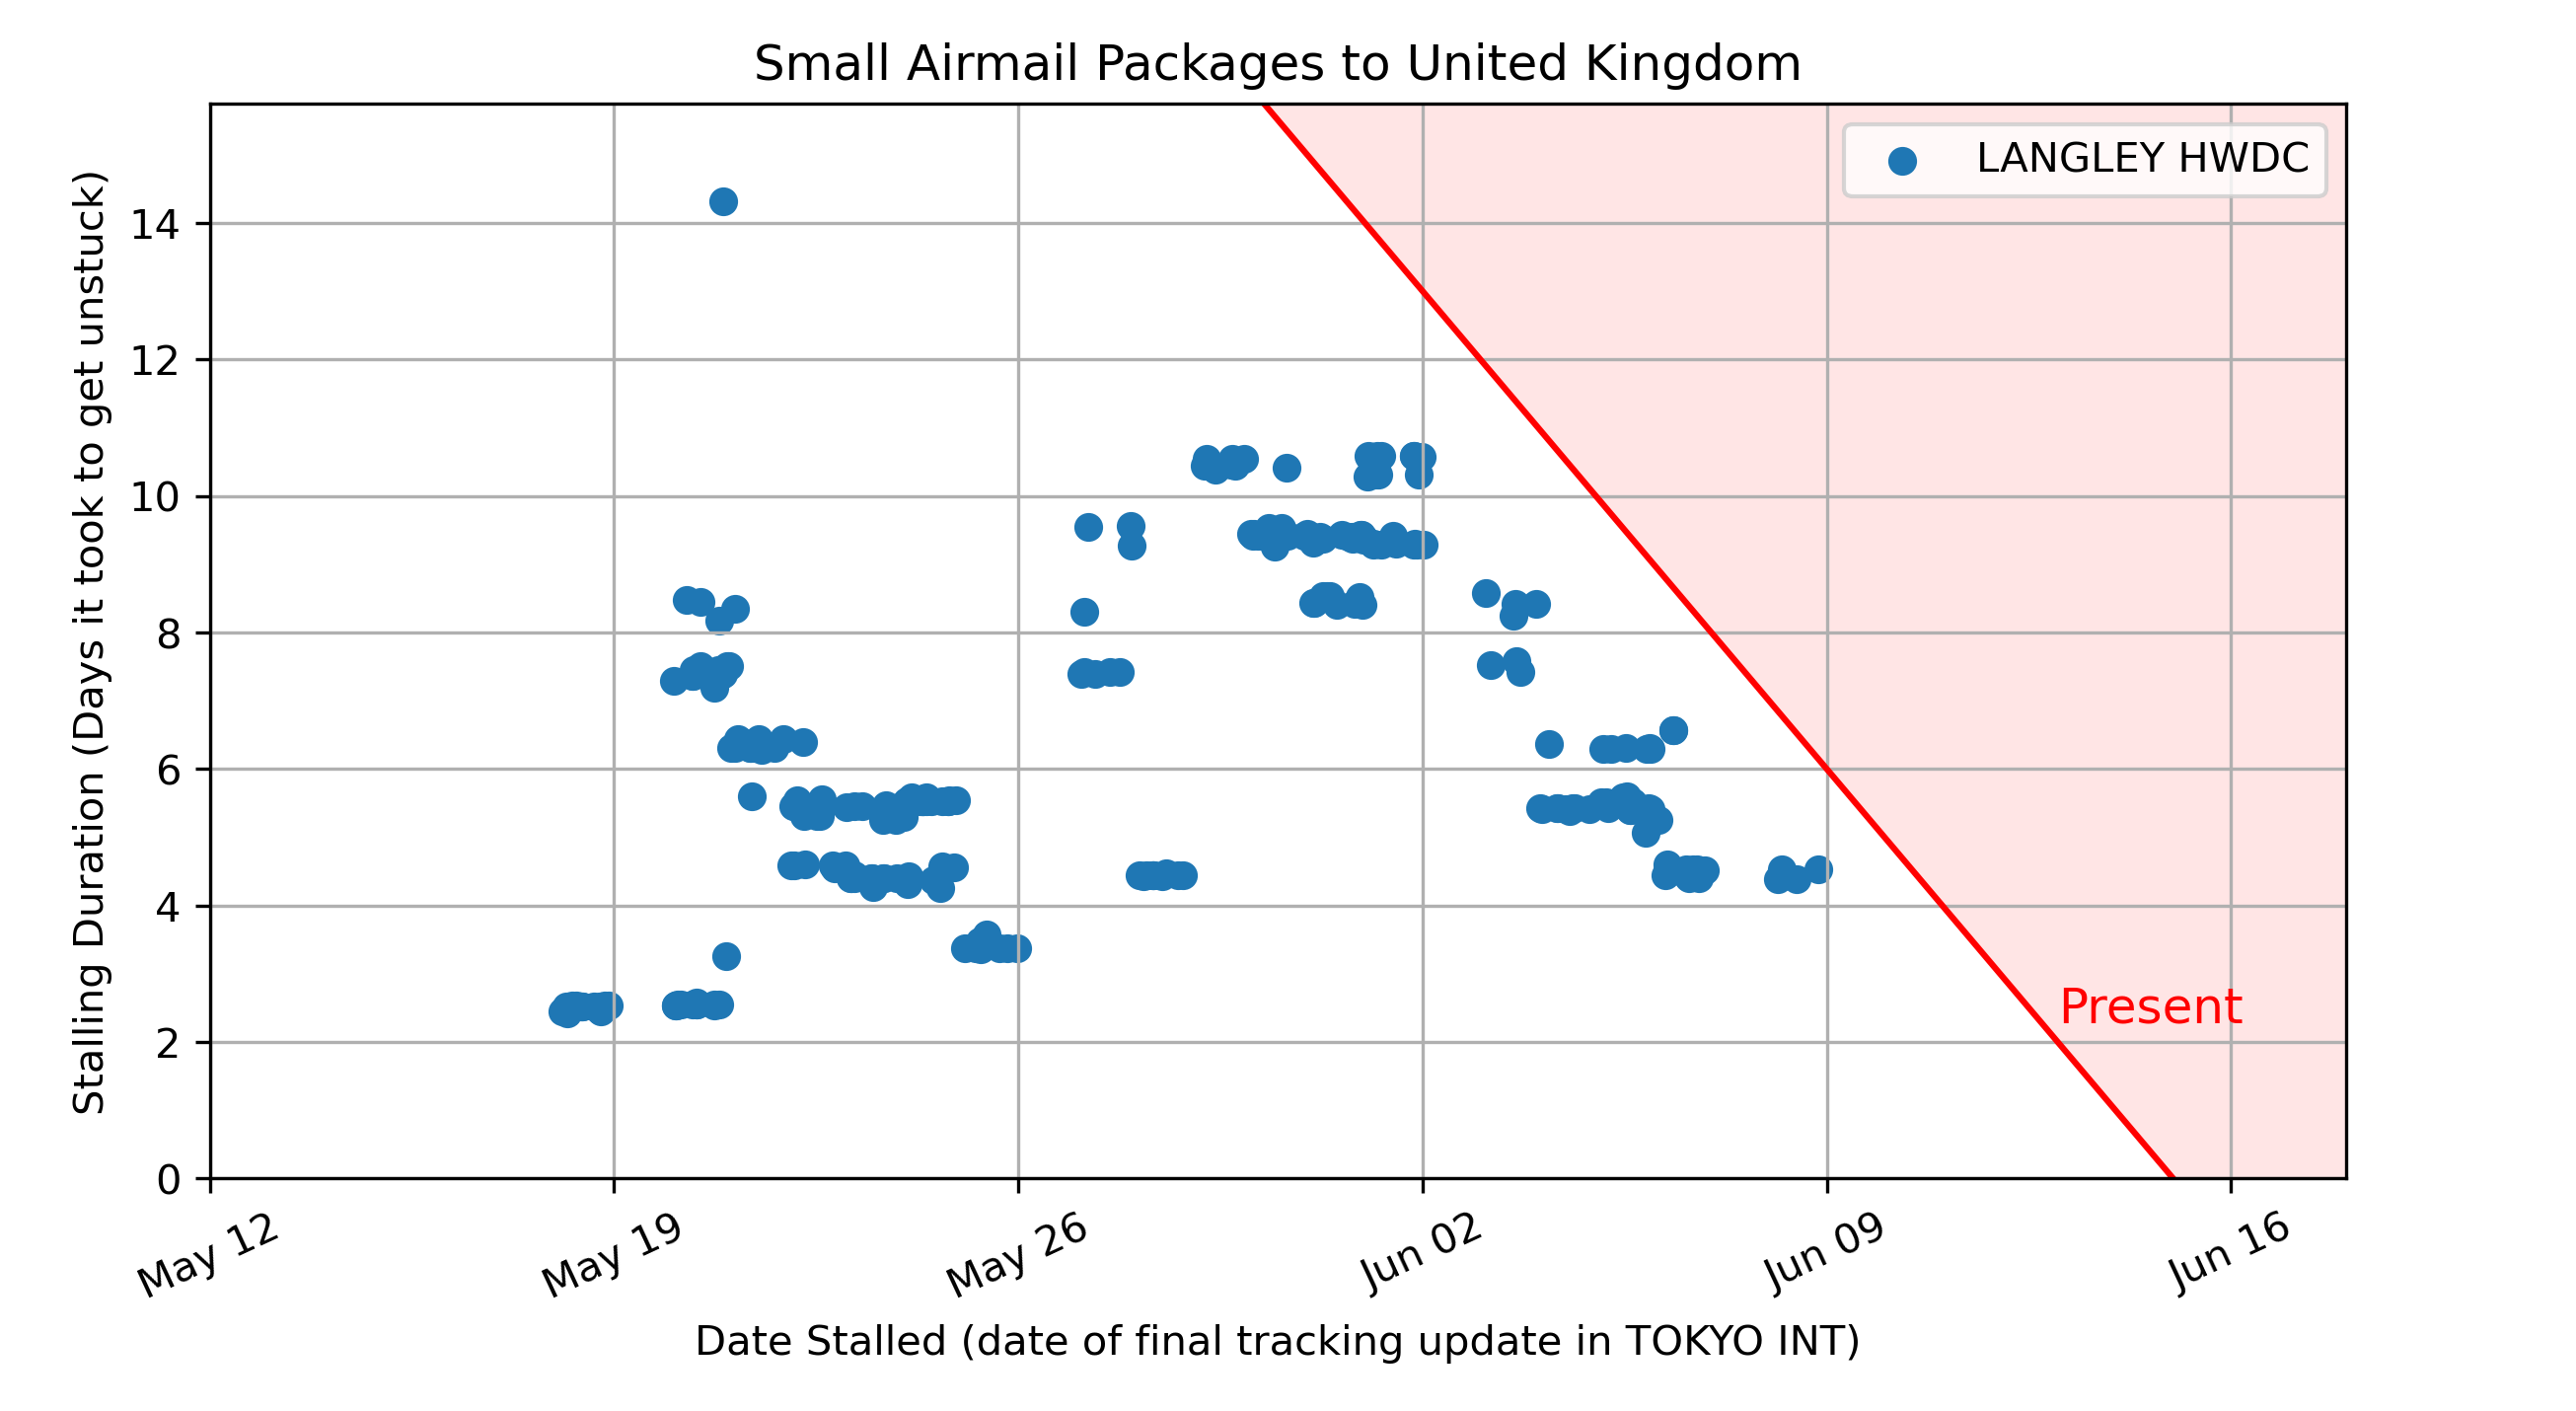 Small Airmail Packages to United Kingdom
LANGLEY HWDC
Stalling Duration (Days it took to get unstuck)
14
12
10
8
6
4
2
0
Present
May 12
May 19
May 26
Jun 02
Jun 09
Jun 16
Date Stalled (date of final tracking update in TOKYO INT)